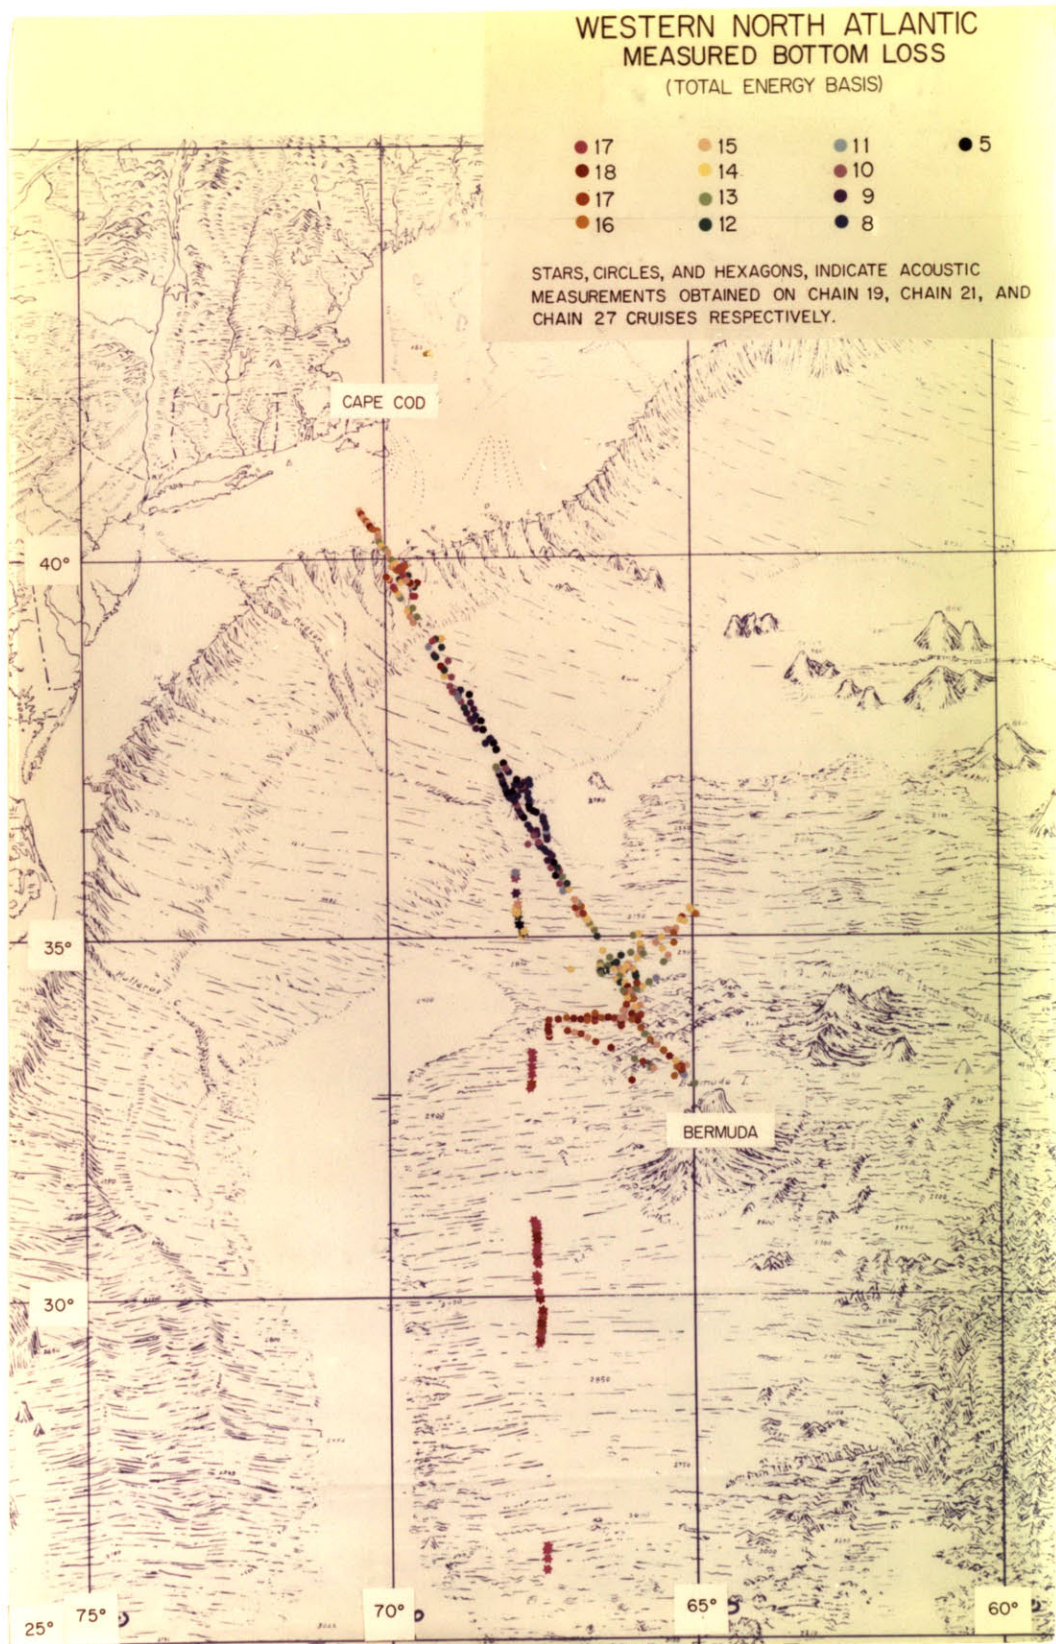 WESTERN NORTH ATLANTIC
MEASURED BOTTOM LOSS
(TOTAL ENERGY BASIS)
17 15 11 5
18 14 10
17 13 9
16 12 8
STARS, CIRCLES, AND HEXAGONS, INDICATE ACOUSTIC
MEASUREMENTS OBTAINED ON CHAIN 19, CHAIN 21, AND
CHAIN 27 CRUISES RESPECTIVELY.
CAPE COD
40°
35°
BERMUDA
30°
2850
25° 75° 70° 65° 60°